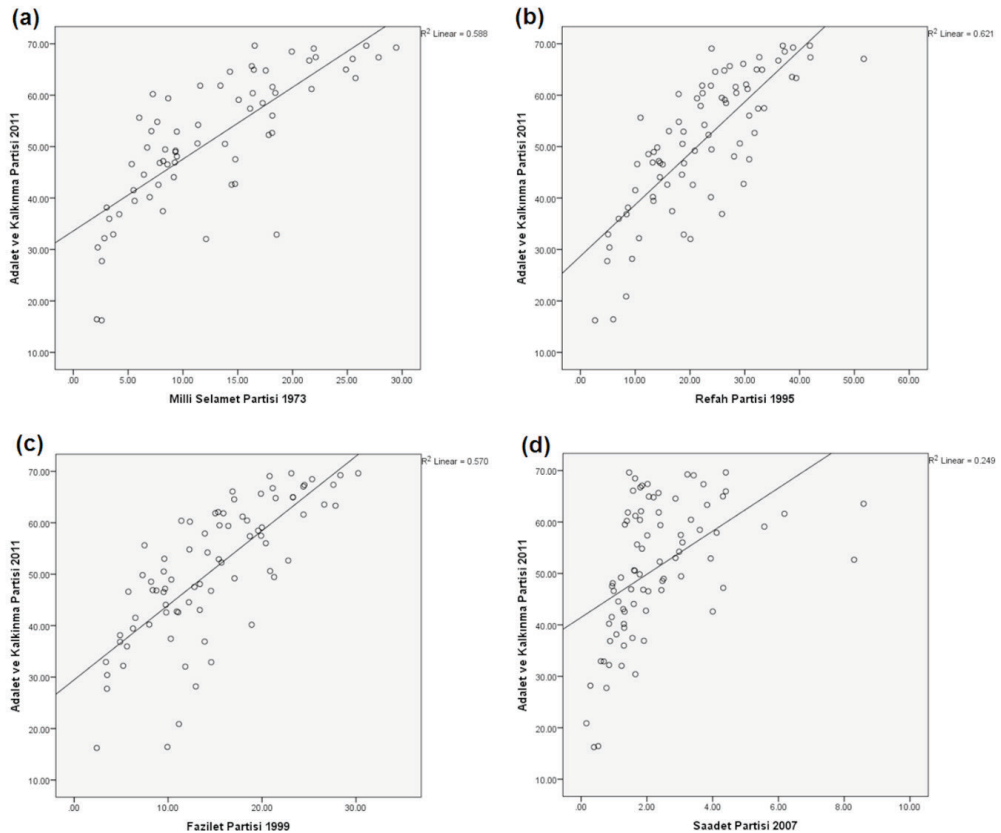 (a)
R2 Linear = 0.588
Adalet ve Kalkınma Partisi 2011
70.00
60.00
50.00
40.00
30.00
20.00
10.00
.00 5.00 10.00 15.00 20.00 25.00 30.00
Milli Selamet Partisi 1973
(b)
R2 Linear = 0.621
Adalet ve Kalkınma Partisi 2011
70.00
60.00
50.00
40.00
30.00
20.00
10.00
.00 10.00 20.00 30.00 40.00 50.00 60.00
Refah Partisi 1995
(c)
R2 Linear = 0.570
Adalet ve Kalkınma Partisi 2011
70.00
60.00
50.00
40.00
30.00
20.00
10.00
.00 10.00 20.00 30.00
Fazilet Partisi 1999
(d)
R2 Linear = 0.249
Adalet ve Kalkınma Partisi 2011
70.00
60.00
50.00
40.00
30.00
20.00
10.00
.00 2.00 4.00 6.00 8.00 10.00
Saadet Partisi 2007